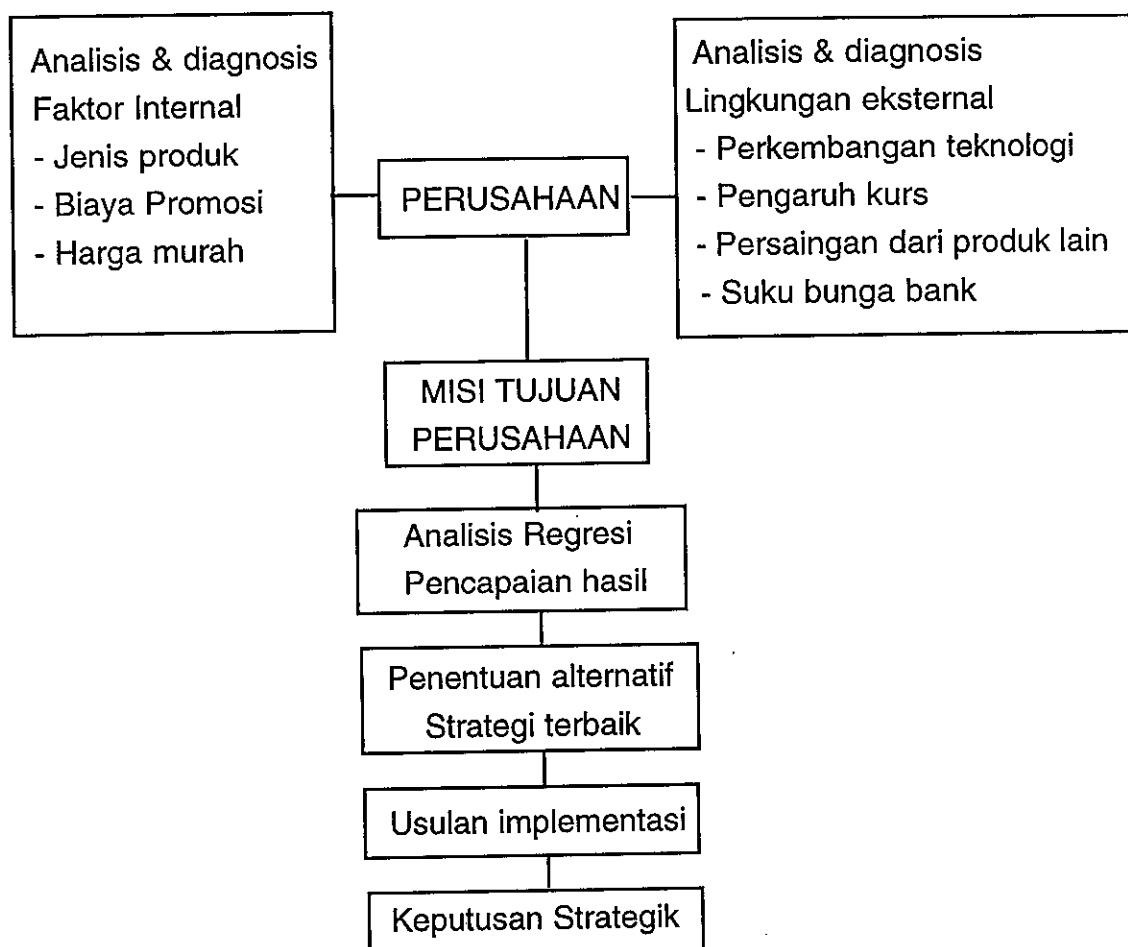 Analisis & diagnosis
Faktor Internal
- Jenis produk
- Biaya Promosi
- Harga murah
PERUSAHAAN
Analisis & diagnosis
Lingkungan eksternal
- Perkembangan teknologi
- Pengaruh kurs
- Persaingan dari produk lain
- Suku bunga bank
MISI TUJUAN
PERUSAHAAN
Analisis Regresi
Pencapaian hasil
Penentuan alternatif
Strategi terbaik
Usulan implementasi
Keputusan Strategik